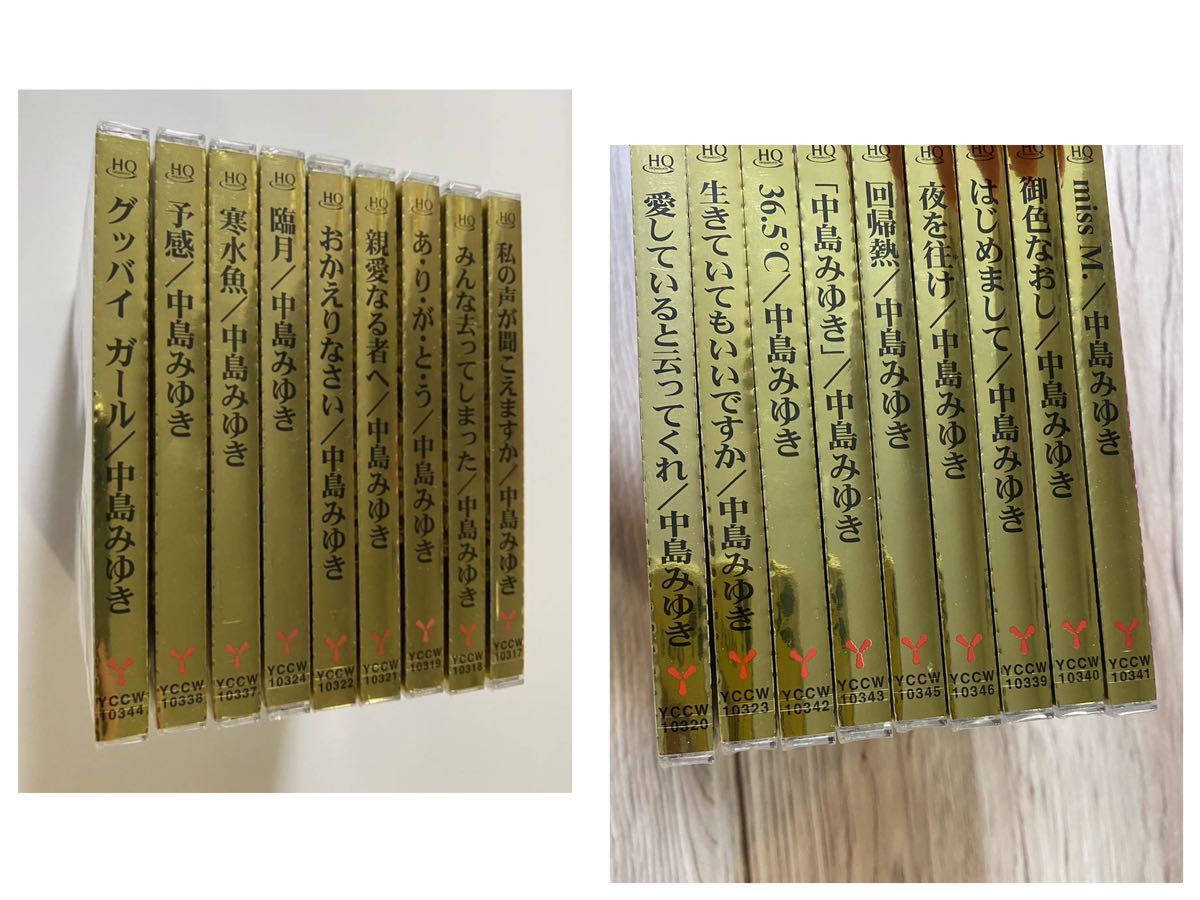 HQ
グッバイ ガール/中島みゆき
YCCW
10344
HQ
予感/中島みゆき
YCCW
10338
HQ
寒水魚/中島みゆき
YCCW
10337
HQ
臨月/中島みゆき
YCCW
10324
HQ
おかえりなさい/中島みゆき
YCCW
10322
HQ
親愛なる者へ/中島みゆき
YCCW
10321
HQ
あ・り・が・と・う/中島みゆき
YCCW
10319
HQ
みんな去ってしまった/中島みゆき
YCCW
10318
HQ
私の声が聞こえますか/中島みゆき
YCCW
10317
HQ
愛していると云ってくれ/中島みゆき
YCCW
10320
HQ
生きていてもいいですか/中島みゆき
YCCW
10323
HQ
36.5℃/中島みゆき
YCCW
10342
HQ
「中島みゆき」/中島みゆき
YCCW
10343
HQ
回帰熱/中島みゆき
YCCW
10345
HQ
夜を往け/中島みゆき
YCCW
10346
HQ
はじめまして/中島みゆき
YCCW
10339
HQ
御色なおし/中島みゆき
YCCW
10340
HQ
miss M./中島みゆき
YCCW
10341